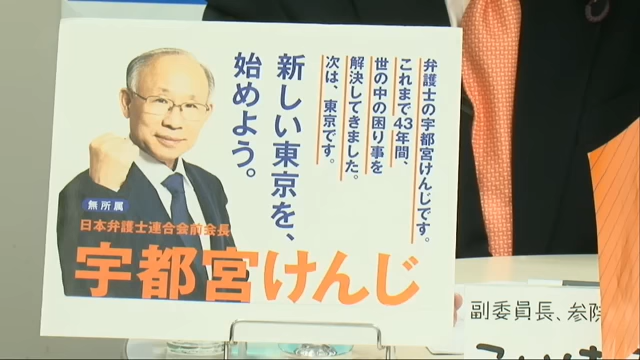 弁護士の宇都宮けんじです。
これまで43年間、
世の中の困り事を
解決してきました。
次は、東京です。
新しい東京を、
始めよう。
無所属
日本弁護士連合会前会長
宇都宮けんじ
副委員長、参院